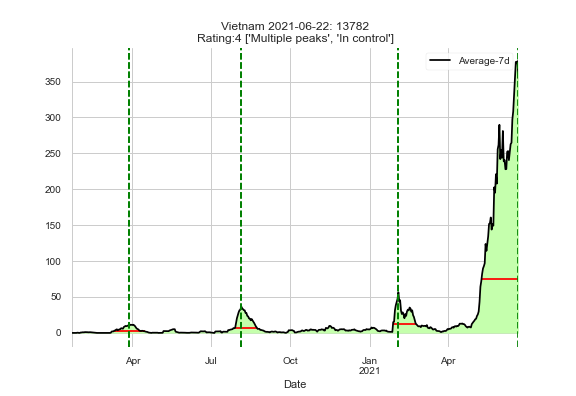 Vietnam 2021-06-22: 13782
Rating:4 ['Multiple peaks', 'In control']
Average-7d
350
300
250
200
150
100
50
0
Apr
Jul
Oct
Jan
2021
Apr
Date